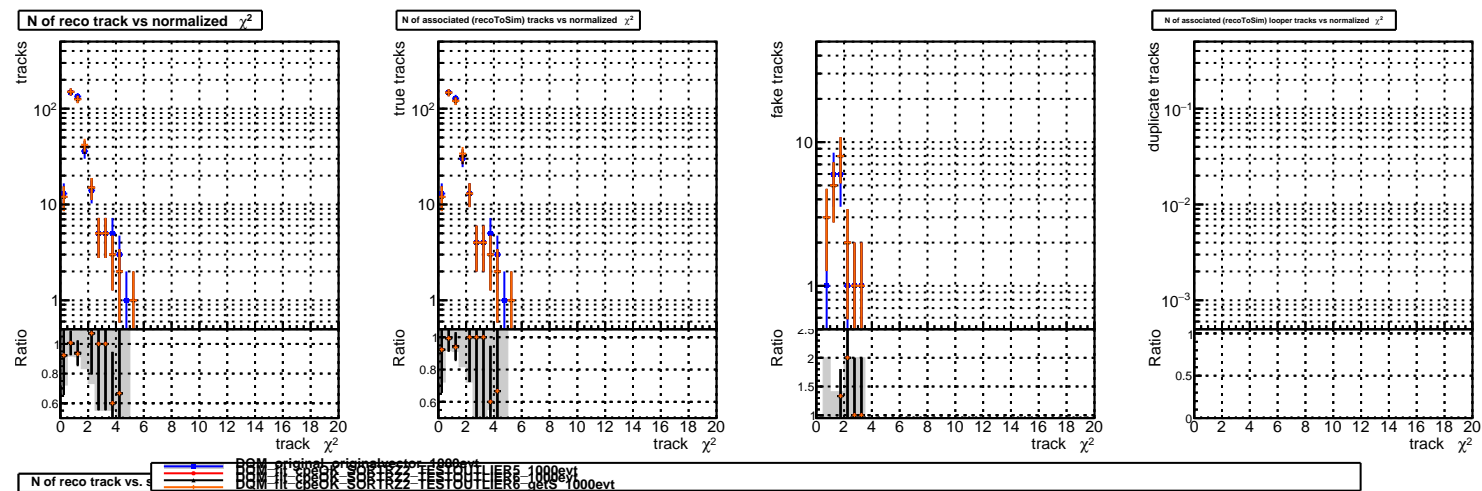 N of reco track vs normalized χ²
tracks
10²
10
1
Ratio
1
0.8
0.6
0 2 4 6 8 10 12 14 16 18 20
track χ²
N of associated (recoToSim) tracks vs normalized χ²
true tracks
10²
10
1
Ratio
1
0.8
0.6
0 2 4 6 8 10 12 14 16 18 20
track χ²
fake tracks
10
1
Ratio
2.5
2
1.5
1
0 2 4 6 8 10 12 14 16 18 20
track χ²
N of associated (recoToSim) looper tracks vs normalized χ²
duplicate tracks
10⁻¹
10⁻²
10⁻³
Ratio
1
0.5
0
0 2 4 6 8 10 12 14 16 18 20
track χ²
N of reco track vs. s
DQM_original_originalvector_1000evt
DQM_fit_cpeOK_SORTRZ2_TESTOUTLIER5_1000evt
DQM_fit_cpeOK_SORTRZ2_TESTOUTLIER6_1000evt
DQM_fit_cpeOK_SORTRZ2_TESTOUTLIER6_getS_1000evt